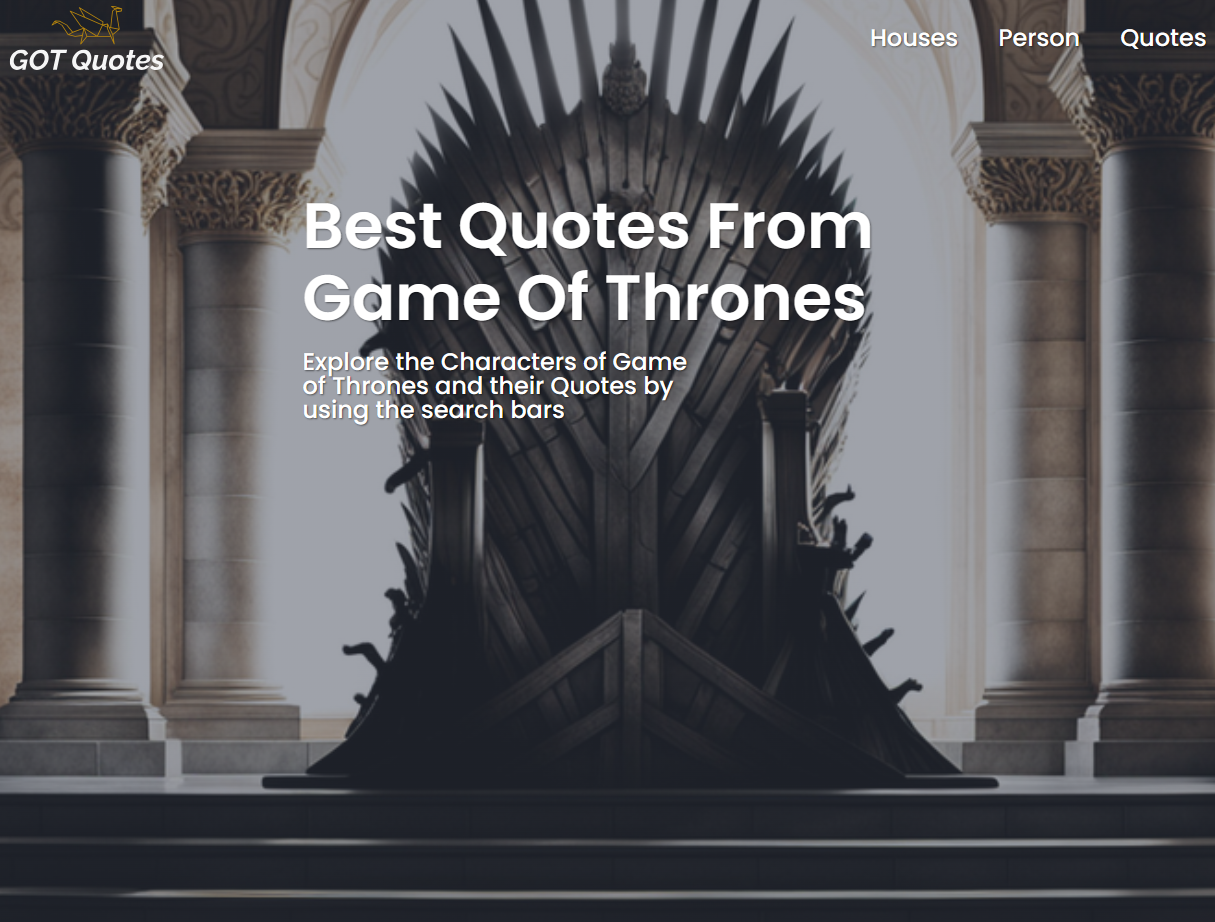 GOT Quotes
Houses
Person
Quotes
Best Quotes From
Game Of Thrones
Explore the Characters of Game
of Thrones and their Quotes by
using the search bars